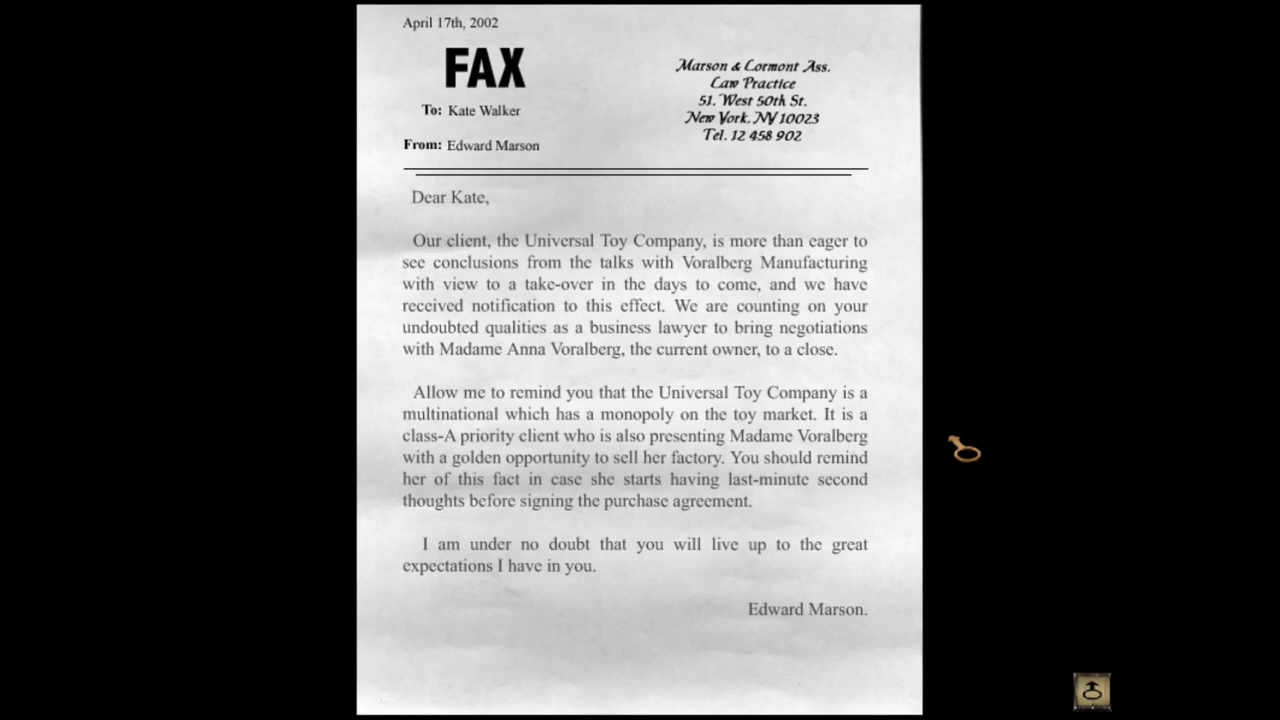 April 17th, 2002
FAX
To: Kate Walker
From: Edward Marson
Marson & Lormont Ass.
Law Practice
51. West 50th St.
New York. NY 10023
Tel. 12 458 902
Dear Kate,
Our client, the Universal Toy Company, is more than eager to
see conclusions from the talks with Voralberg Manufacturing
with view to a take-over in the days to come, and we have
received notification to this effect. We are counting on your
undoubted qualities as a business lawyer to bring negotiations
with Madame Anna Voralberg, the current owner, to a close.
Allow me to remind you that the Universal Toy Company is a
multinational which has a monopoly on the toy market. It is a
class-A priority client who is also presenting Madame Voralberg
with a golden opportunity to sell her factory. You should remind
her of this fact in case she starts having last-minute second
thoughts before signing the purchase agreement.
I am under no doubt that you will live up to the great
expectations I have in you.
Edward Marson.